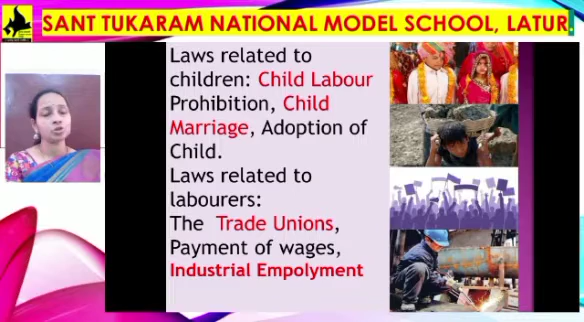 SANT TUKARAM NATIONAL MODEL SCHOOL, LATUR.
Laws related to
children: Child Labour
Prohibition, Child
Marriage, Adoption of
Child.
Laws related to
labourers:
The Trade Unions,
Payment of wages,
Industrial Empolyment